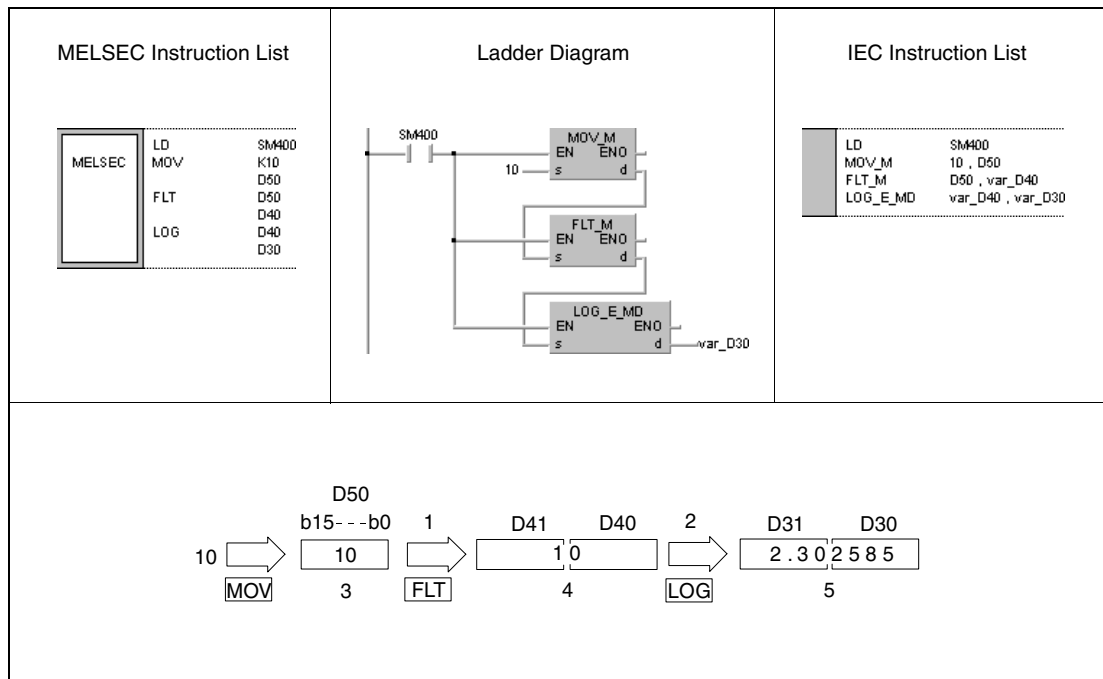 MELSEC Instruction List
MELSEC
LD SM400
MOV K10
D50
FLT D50
D40
LOG D40
D30
Ladder Diagram
SM400
MOV_M
EN ENO
10 s d
FLT_M
EN ENO
s d
LOG_E_MD
EN ENO
s d var_D30
IEC Instruction List
LD SM400
MOV_M 10 , D50
FLT_M D50 , var_D40
LOG_E_MD var_D40 , var_D30
D50
b15---b0 1 D41 D40 2 D31 D30
10 10 10 2.302585
MOV 3 FLT 4 LOG 5